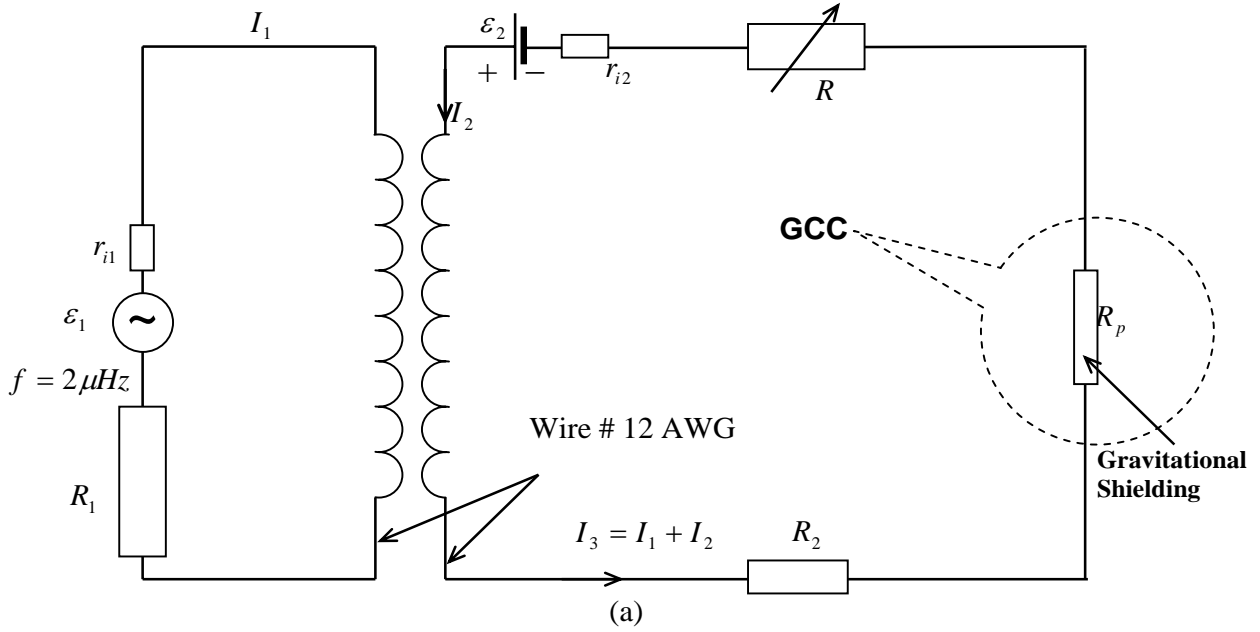 I₁
ε₂
+ −
rᵢ₂
R
I₂
GCC
rᵢ₁
ε₁
~
f = 2μHz
Rₚ
Wire # 12 AWG
Gravitational
Shielding
R₁
I₃ = I₁ + I₂
R₂
(a)